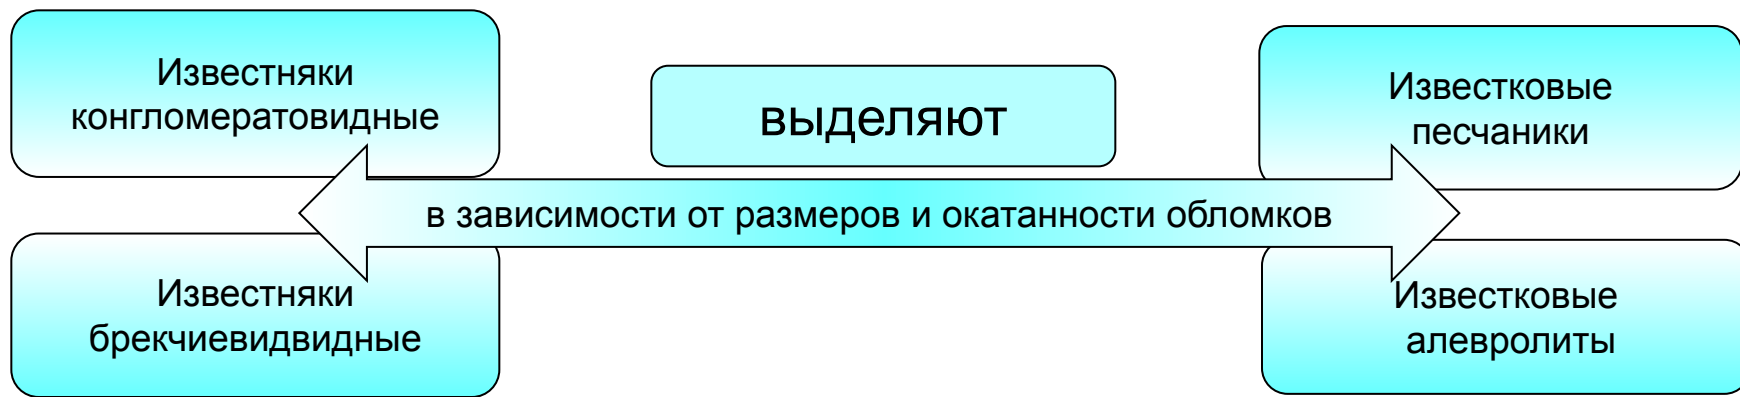 Известняки
конгломератовидные
выделяют
Известковые
песчаники
в зависимости от размеров и окатанности обломков
Известняки
брекчиевидвидные
Известковые
алевролиты